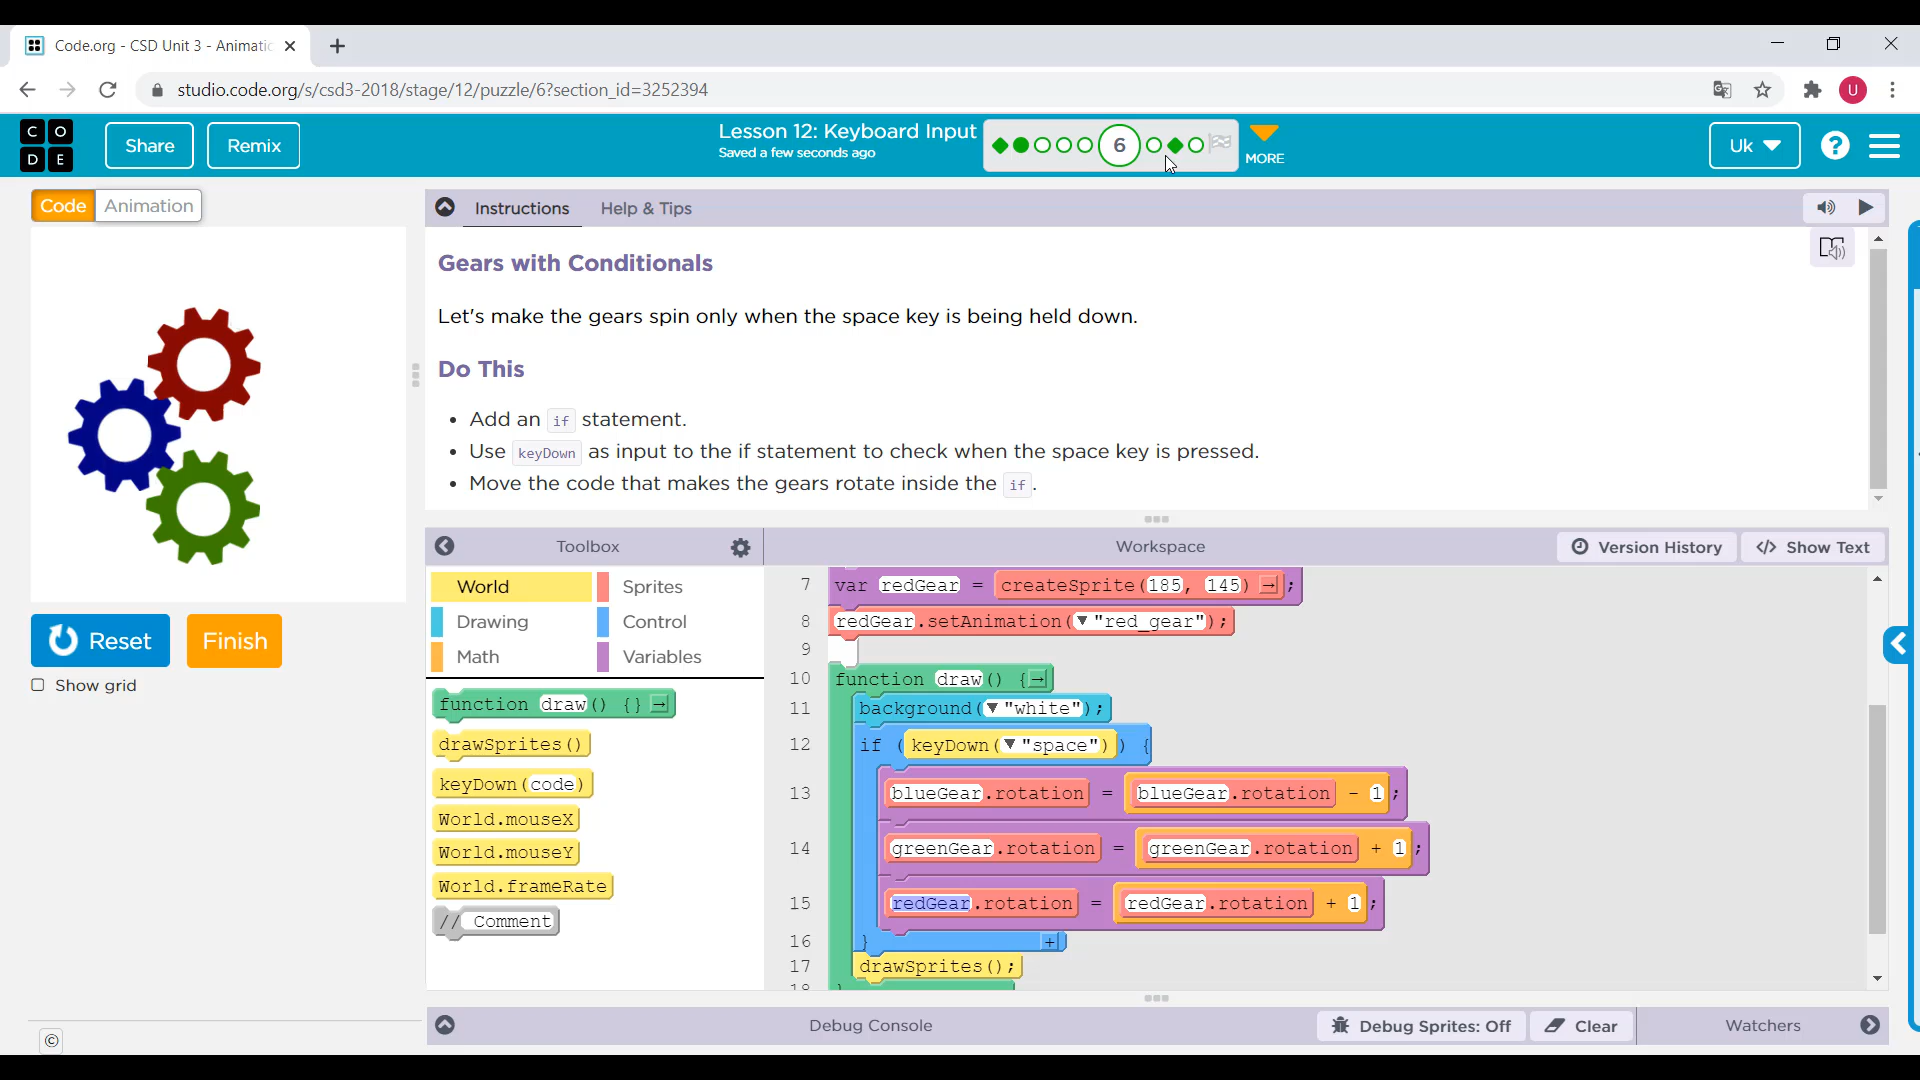 Code.org - CSD Unit 3 - Animatic
studio.code.org/s/csd3-2018/stage/12/puzzle/6?section_id=3252394
U
C O
D E
Share
Remix
Lesson 12: Keyboard Input
Saved a few seconds ago
6
MORE
Uk
?
Code
Animation
Instructions
Help & Tips
Gears with Conditionals
Let's make the gears spin only when the space key is being held down.
Do This
• Add an if statement.
• Use keyDown as input to the if statement to check when the space key is pressed.
• Move the code that makes the gears rotate inside the if.
Reset
Finish
Show grid
Toolbox
Workspace
Version History
Show Text
World
Sprites
Drawing
Control
Math
Variables
function draw() {}
drawSprites()
keyDown(code)
World.mouseX
World.mouseY
World.frameRate
// Comment
7 var redGear = createSprite(185, 145);
8 redGear.setAnimation("red_gear");
9
10 function draw() {
11 background("white");
12 if (keyDown("space")) {
13 blueGear.rotation = blueGear.rotation - 1;
14 greenGear.rotation = greenGear.rotation + 1;
15 redGear.rotation = redGear.rotation + 1;
16 }
17 drawSprites();
18 }
©
Debug Console
Debug Sprites: Off
Clear
Watchers